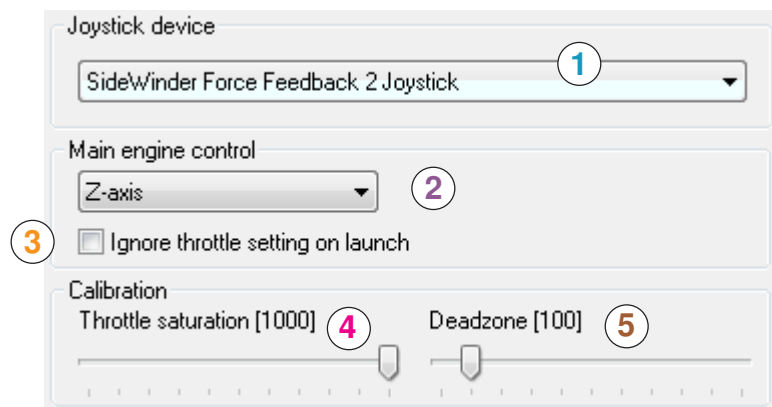 Joystick device
1
SideWinder Force Feedback 2 Joystick
Main engine control
Z-axis
2
3
Ignore throttle setting on launch
Calibration
Throttle saturation [1000]
4
Deadzone [100]
5